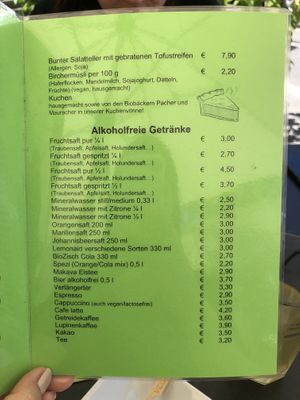 Bunter Salatteller mit gebratenen Tofustreifen € 7,90
(Allergen, Soja)
Birchermüsli per 100 g € 2,20
(Haferflocken, Mandelmilch, Sojajoghurt, Datteln,
Früchte) (vegan, hausgemacht)
Kuchen
hausgemacht sowie von den Biobäckern Pacher und
Mauracher in unserer Kuchenvitrine!
Alkoholfreie Getränke
Fruchtsaft pur ¼ l € 3,00
(Traubensaft, Apfelsaft, Holundersaft...)
Fruchtsaft gespritzt ¼ l € 2,70
(Traubensaft, Apfelsaft, Holundersaft...)
Fruchtsaft pur ½ l € 4,50
(Traubensaft, Apfelsaft, Holundersaft...)
Fruchtsaft gespritzt ½ l € 3,70
(Traubensaft, Apfelsaft, Holundersaft...)
Mineralwasser still/medium 0,33 l € 2,50
Mineralwasser mit Zitrone ¼ l € 2,20
Mineralwasser mit Zitrone ½ l € 2,90
Orangensaft 200 ml € 3,00
Marillensaft 250 ml € 3,00
Johannisbeersaft 250 ml € 3,00
Lemonaid verschiedene Sorten 330 ml € 3,00
BioZisch Cola 330 ml € 2,70
Spezi (Orange/Cola mix) 0,5 l € 2,20
Makava Eistee € 2,90
Bier alkoholfrei 0,5 l € 3,70
Verlängerter € 3,30
Espresso € 2,90
Cappuccino (auch vegan/lactosefrei) € 3,50
Cafe latte € 4,20
Getreidekaffee € 3,60
Lupinenkaffee € 3,90
Kakao € 3,50
Tee € 3,20